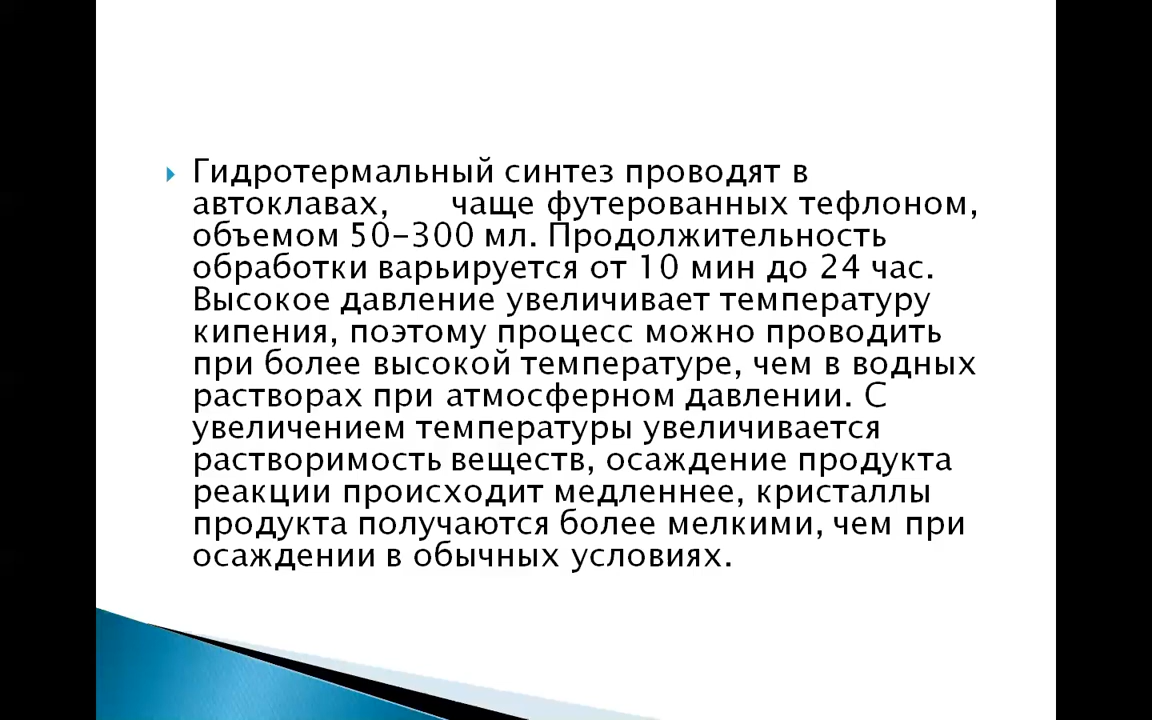 Гидротермальный синтез проводят в
автоклавах, чаще футерованных тефлоном,
объемом 50-300 мл. Продолжительность
обработки варьируется от 10 мин до 24 час.
Высокое давление увеличивает температуру
кипения, поэтому процесс можно проводить
при более высокой температуре, чем в водных
растворах при атмосферном давлении. С
увеличением температуры увеличивается
растворимость веществ, осаждение продукта
реакции происходит медленнее, кристаллы
продукта получаются более мелкими, чем при
осаждении в обычных условиях.